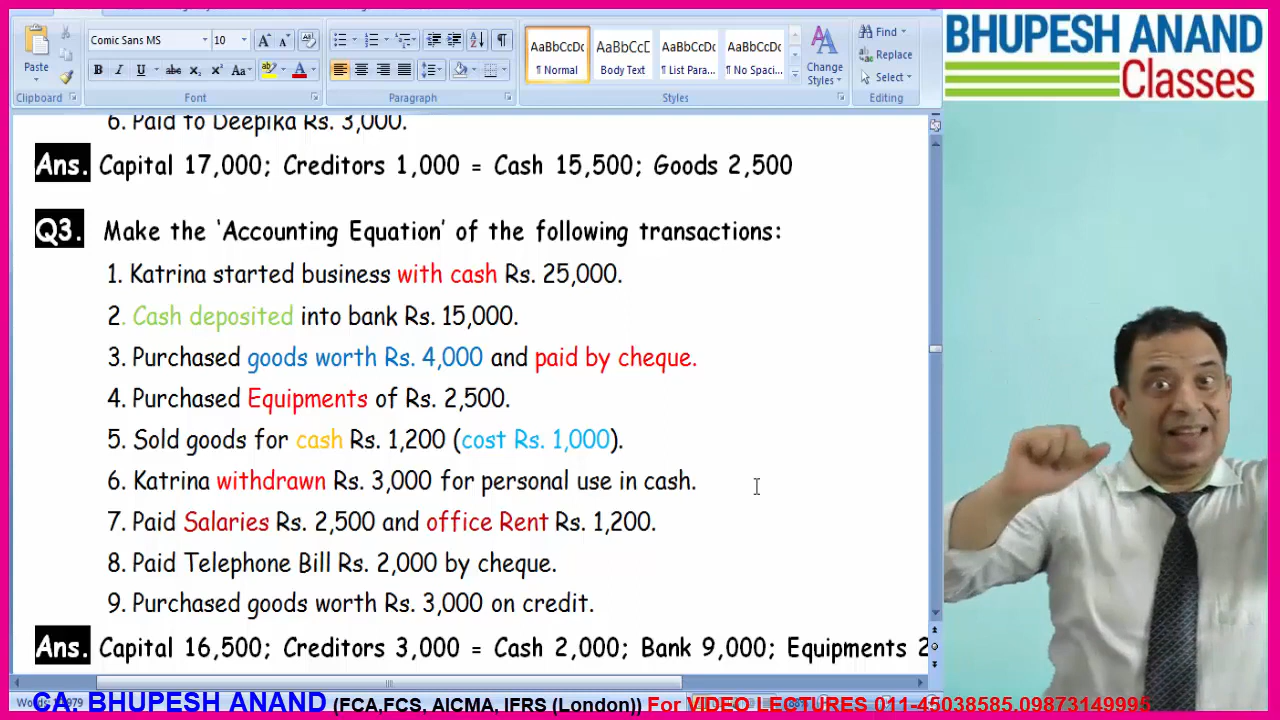 Comic Sans MS
10
Paste
AaBbCcDc
AaBbCcD
AaBbCcDc
AaBbCcDc
¶ Normal
Body Text
¶ List Para...
¶ No Spaci...
Change
Styles
Find
Replace
Select
Clipboard
Font
Paragraph
Styles
Editing
BHUPESH ANAND
Classes
6. Paid to Deepika Rs. 3,000.
Ans. Capital 17,000; Creditors 1,000 = Cash 15,500; Goods 2,500
Q3. Make the ‘Accounting Equation’ of the following transactions:
1. Katrina started business with cash Rs. 25,000.
2. Cash deposited into bank Rs. 15,000.
3. Purchased goods worth Rs. 4,000 and paid by cheque.
4. Purchased Equipments of Rs. 2,500.
5. Sold goods for cash Rs. 1,200 (cost Rs. 1,000).
6. Katrina withdrawn Rs. 3,000 for personal use in cash.
7. Paid Salaries Rs. 2,500 and office Rent Rs. 1,200.
8. Paid Telephone Bill Rs. 2,000 by cheque.
9. Purchased goods worth Rs. 3,000 on credit.
Ans. Capital 16,500; Creditors 3,000 = Cash 2,000; Bank 9,000; Equipments 2
CA. BHUPESH ANAND (FCA,FCS, AICMA, IFRS (London)) For VIDEO LECTURES 011-45038585,09873149995